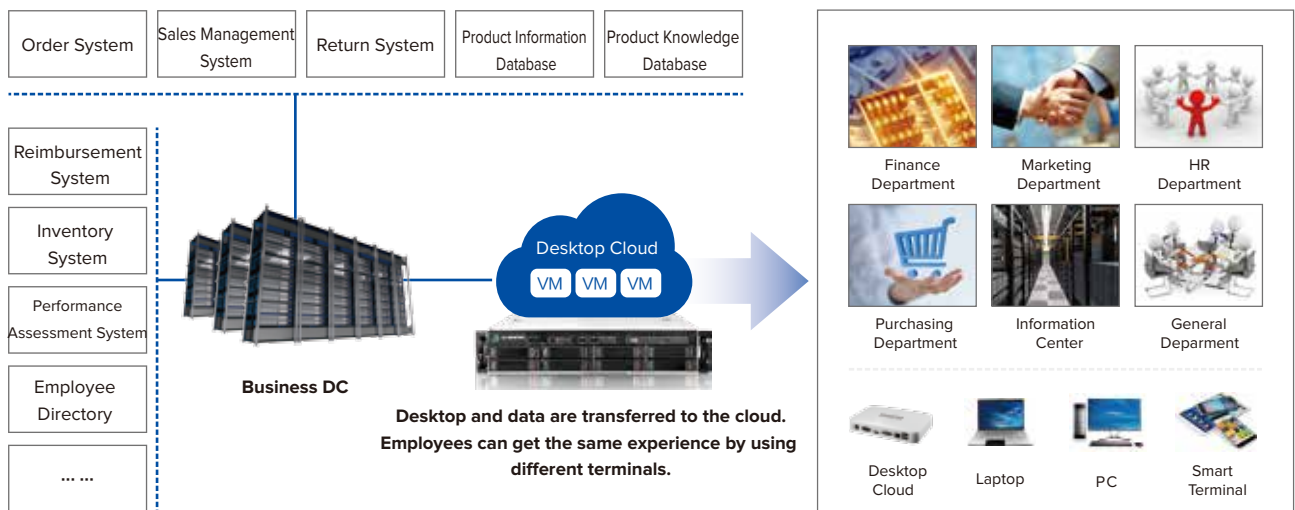 Order System
Sales Management
System
Return System
Product Information
Database
Product Knowledge
Database
Reimbursement
System
Inventory
System
Performance
Assessment System
Employee
Directory
... ...
Business DC
Desktop Cloud
VM
VM
VM
Desktop and data are transferred to the cloud.
Employees can get the same experience by using
different terminals.
Finance
Department
Marketing
Department
HR
Department
Purchasing
Department
Information
Center
General
Deparment
Desktop
Cloud
Laptop
PC
Smart
Terminal